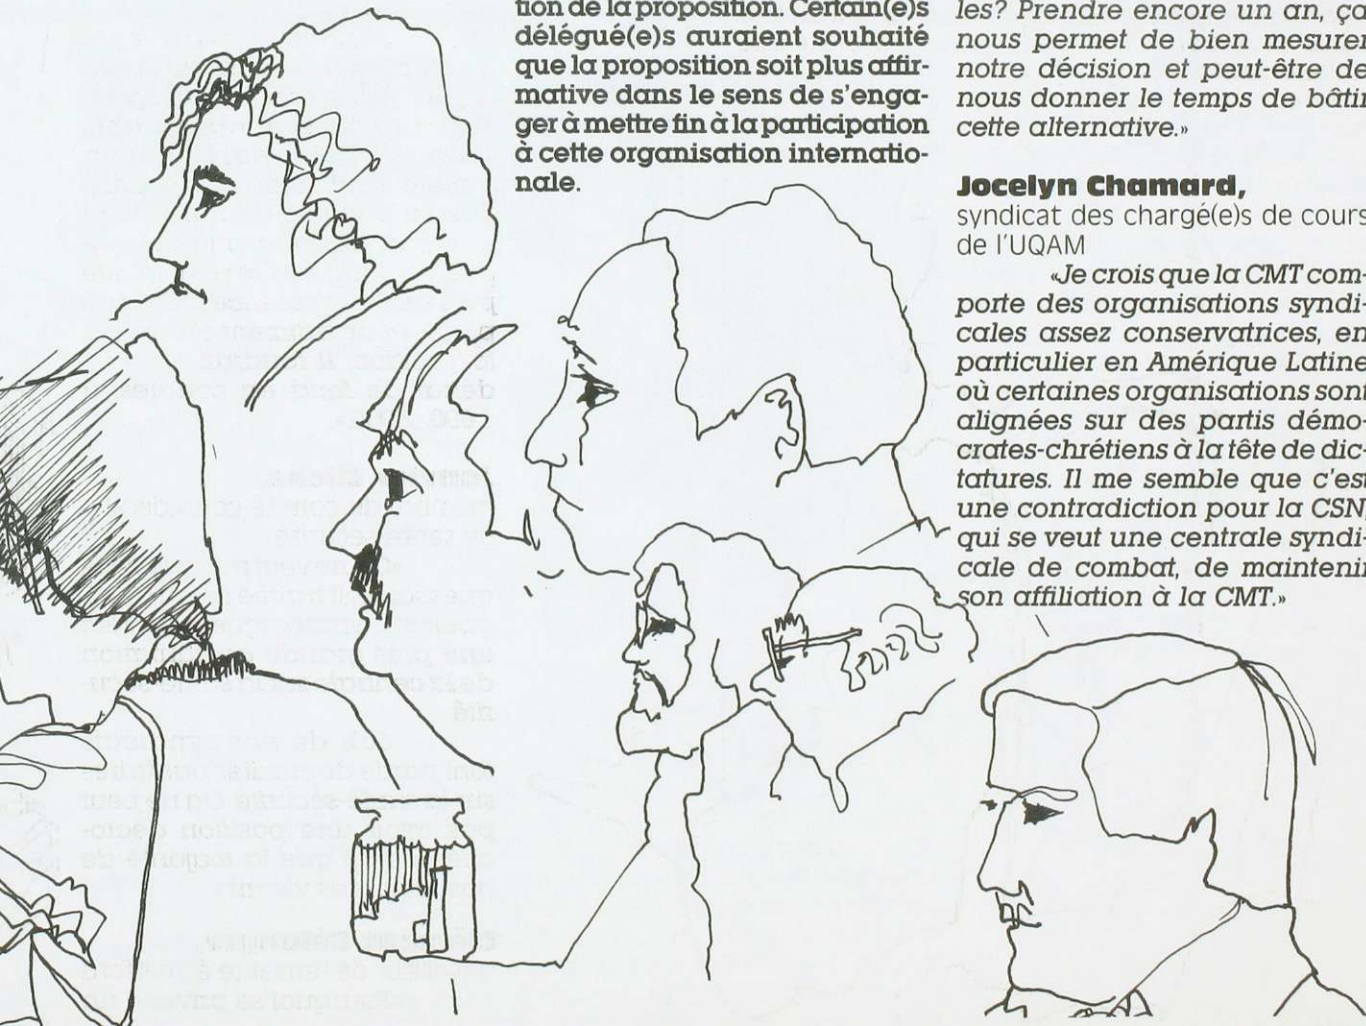 tion de la proposition. Certain(e)s
délégué(e)s auraient souhaité
que la proposition soit plus affir-
mative dans le sens de s'enga-
ger à mettre fin à la participation
à cette organisation internatio-
nale.
les? Prendre encore un an, ça
nous permet de bien mesurer
notre décision et peut-être de
nous donner le temps de bâtir
cette alternative.»
Jocelyn Chamard,
syndicat des chargé(e)s de cours
de l'UQAM
«Je crois que la CMT com-
porte des organisations syndi-
cales assez conservatrices, en
particulier en Amérique Latine
où certaines organisations sont
alignées sur des partis démo-
crates-chrétiens à la tête de dic-
tatures. Il me semble que c'est
une contradiction pour la CSN,
qui se veut une centrale syndi-
cale de combat, de maintenir
son affiliation à la CMT.»